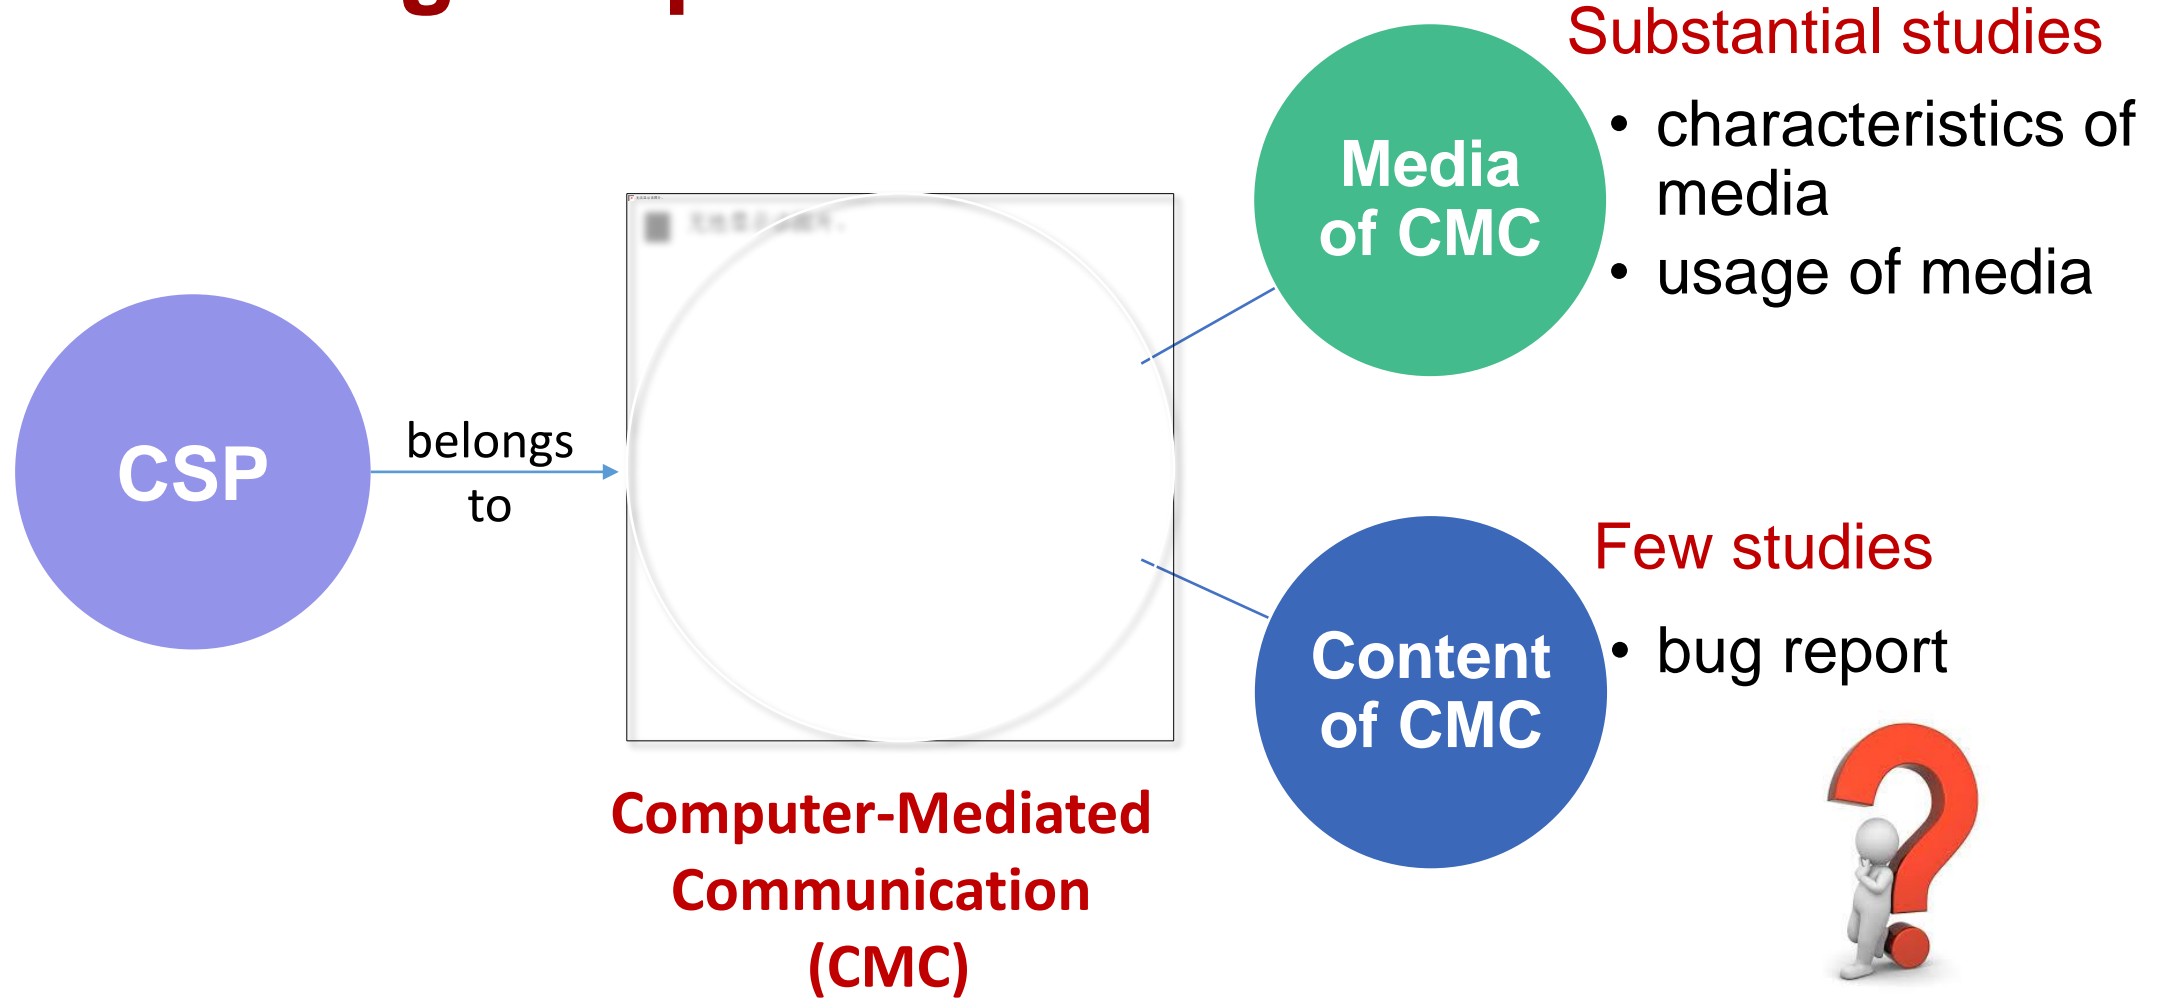 Substantial studies
• characteristics of
media
• usage of media
Media
of CMC
CSP
belongs
to
Few studies
• bug report
Content
of CMC
Computer-Mediated
Communication
(CMC)